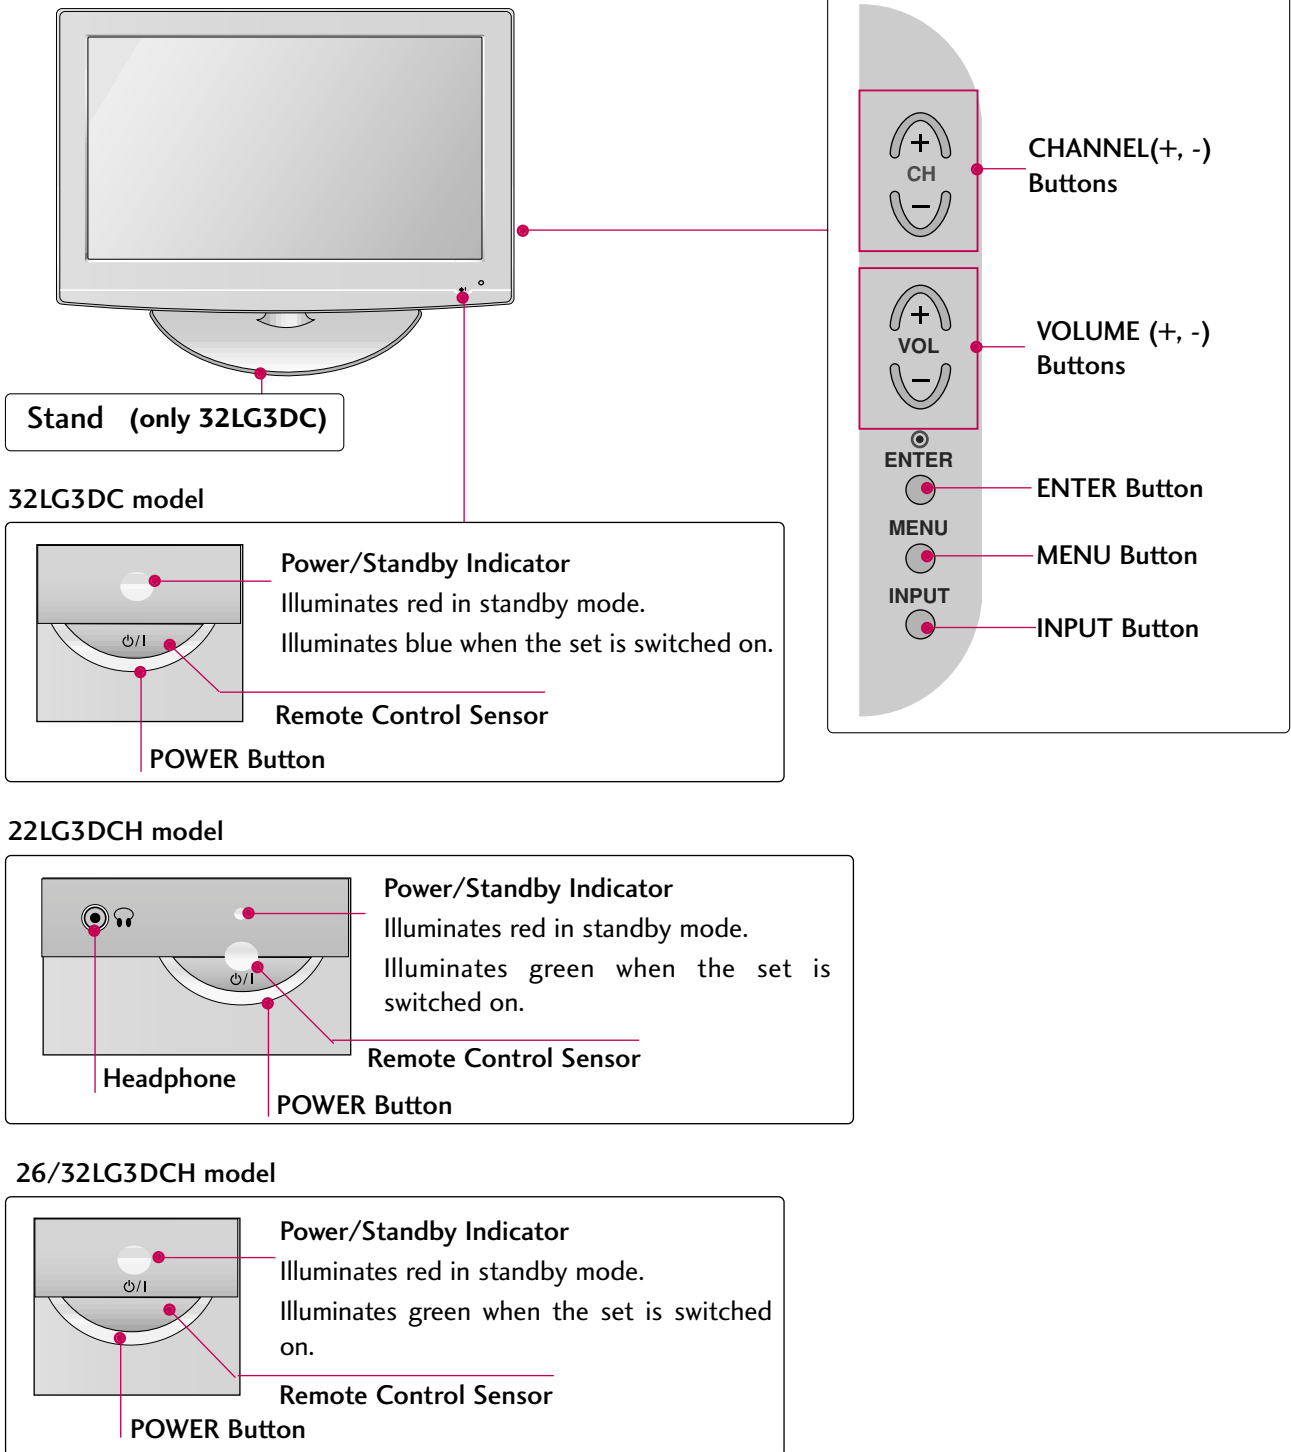 Stand (only 32LG3DC)
+
CH
-
CHANNEL(+, -)
Buttons
+
VOL
-
VOLUME (+, -)
Buttons
ENTER
ENTER Button
MENU
MENU Button
INPUT
INPUT Button
32LG3DC model
Power/Standby Indicator
Illuminates red in standby mode.
Illuminates blue when the set is switched on.
⏻/I
Remote Control Sensor
POWER Button
22LG3DCH model
Power/Standby Indicator
Illuminates red in standby mode.
Illuminates green when the set is
switched on.
⏻/I
Remote Control Sensor
Headphone
POWER Button
26/32LG3DCH model
Power/Standby Indicator
Illuminates red in standby mode.
⏻/I
Illuminates green when the set is switched
on.
Remote Control Sensor
POWER Button